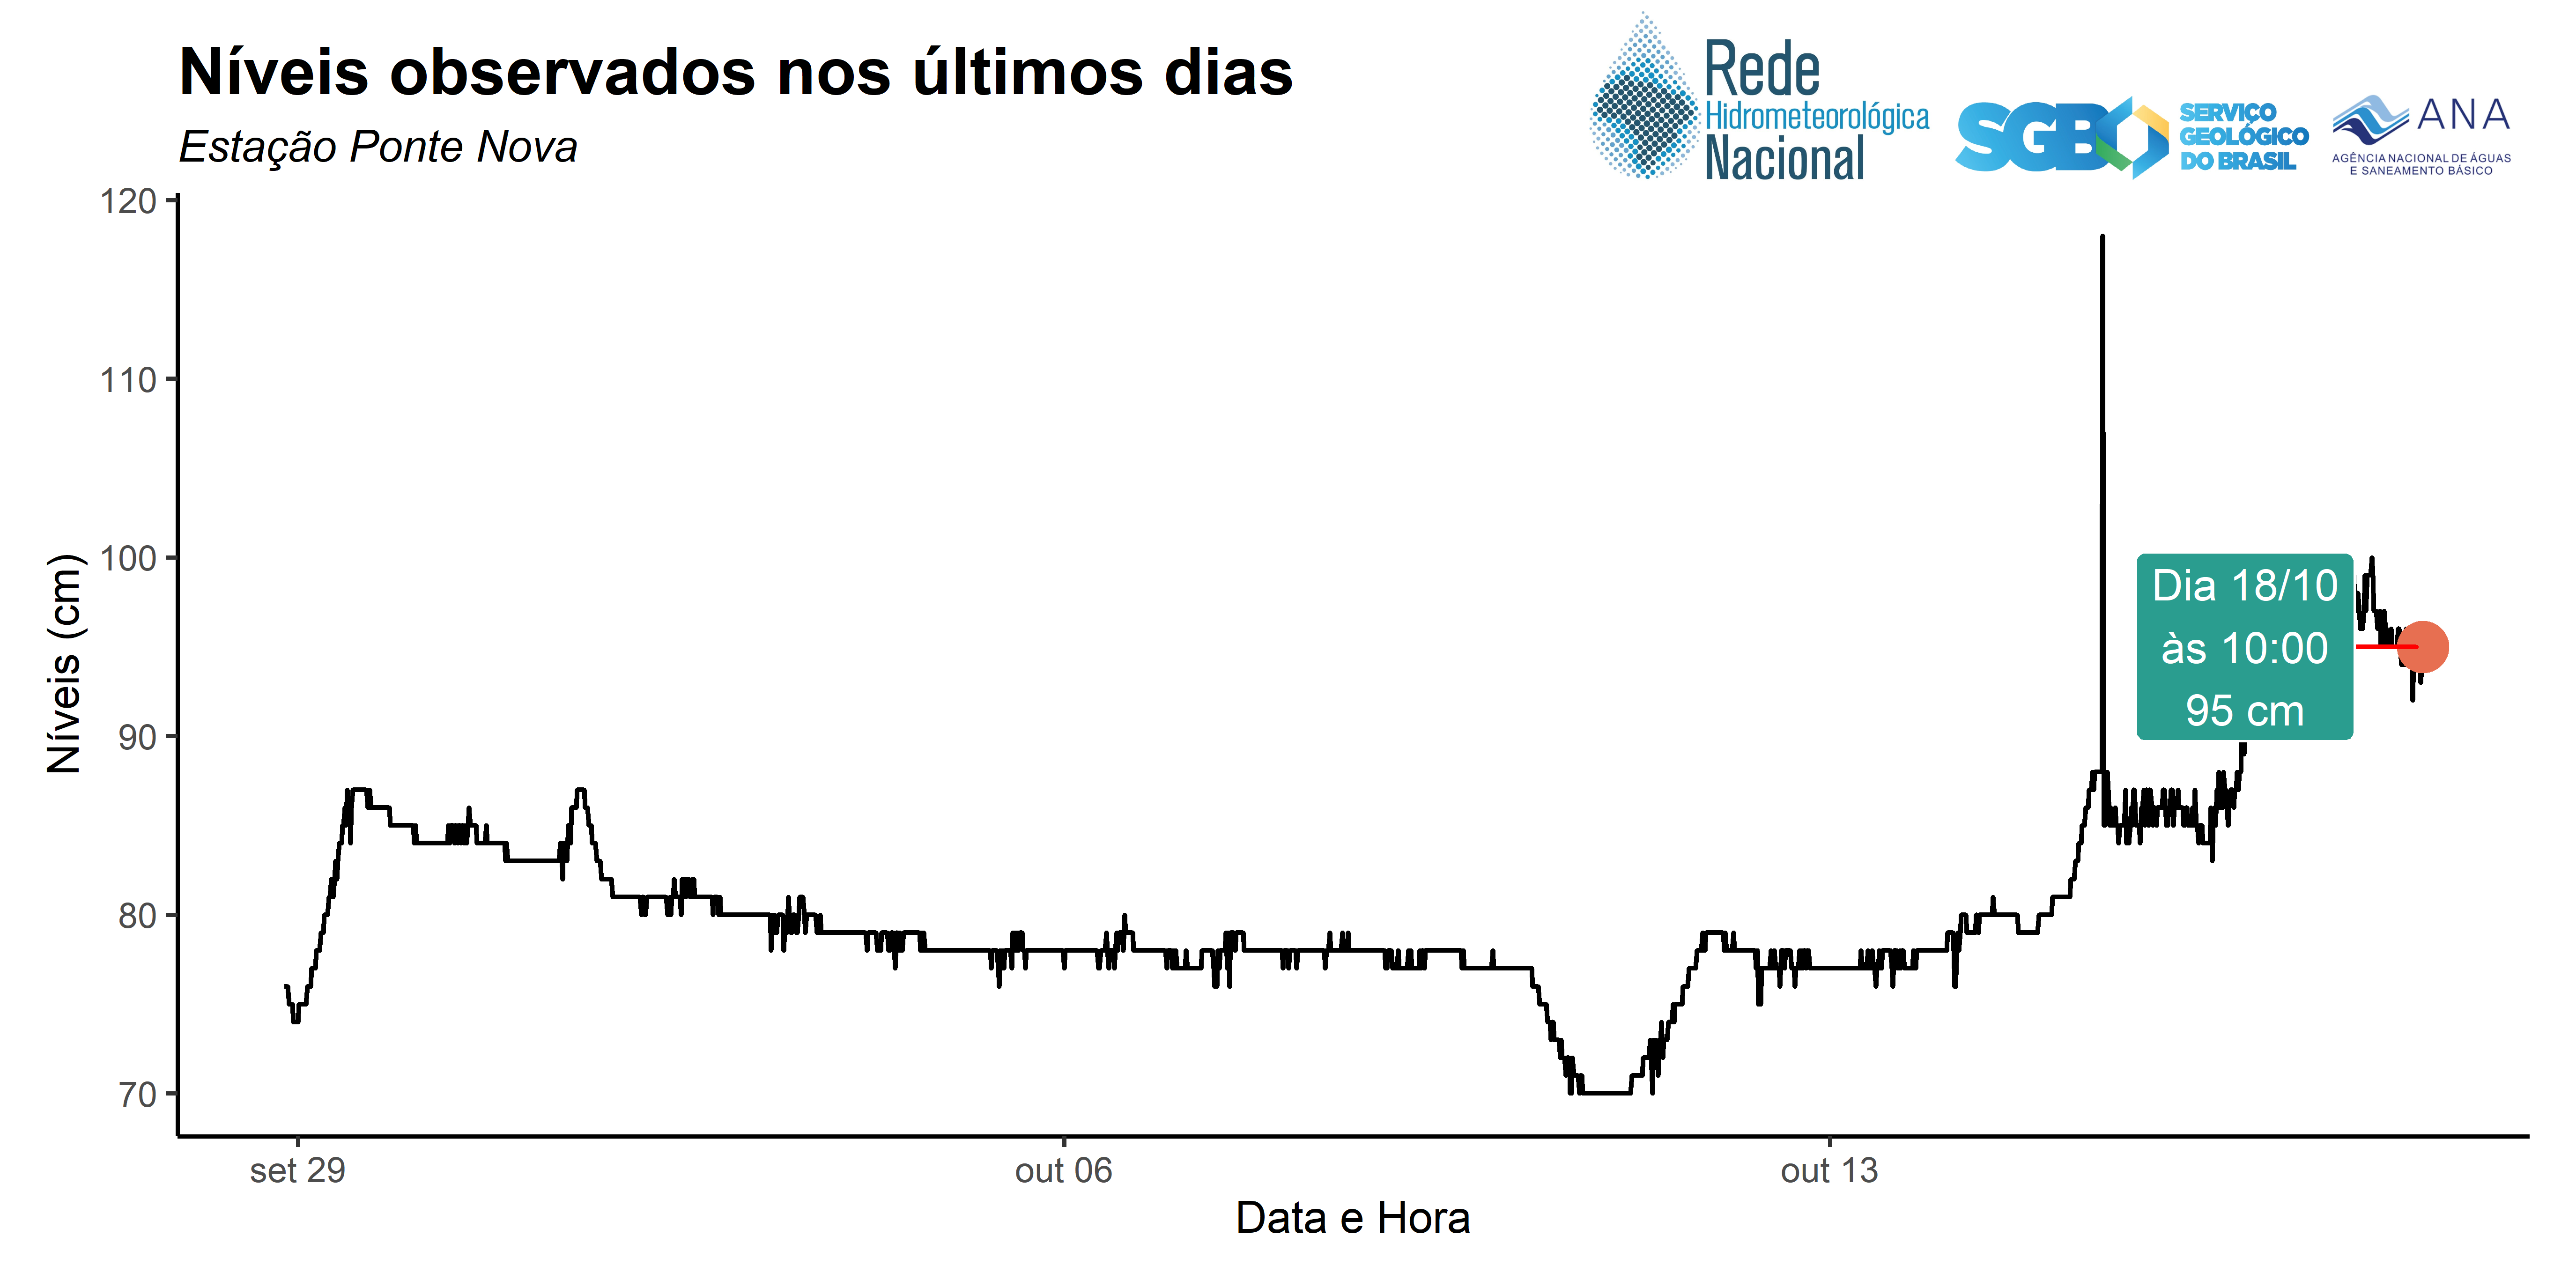 Níveis observados nos últimos dias
Estação Ponte Nova
Rede
Hidrometeorológica
Nacional
SGB
SERVIÇO
GEOLÓGICO
DO BRASIL
ANA
AGÊNCIA NACIONAL DE ÁGUAS
E SANEAMENTO BÁSICO
120
110
100
90
80
70
Níveis (cm)
Dia 18/10
às 10:00
95 cm
set 29
out 06
out 13
Data e Hora